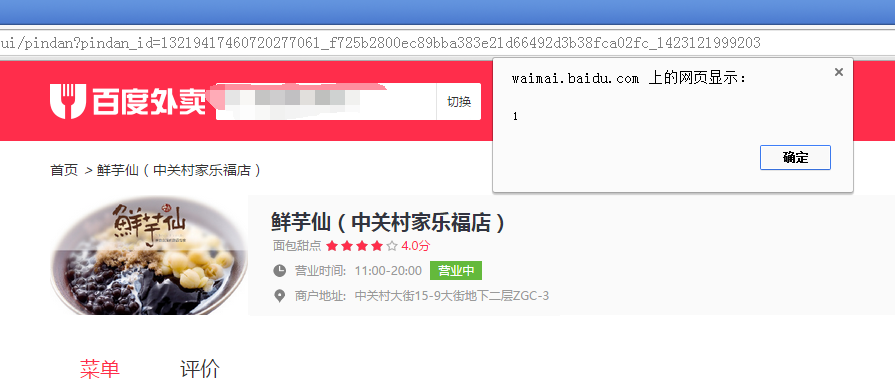 ui/pindan?pindan_id=13219417460720277061_f725b2800ec89bba383e21d66492d3b38fca02fc_1423121999203
waimai.baidu.com 上的网页显示:
1
确定
百度外卖
切换
首页 > 鲜芋仙（中关村家乐福店）
鲜芋仙
鲜芋仙（中关村家乐福店）
面包甜点 4.0分
营业时间: 11:00-20:00 营业中
商户地址: 中关村大街15-9大街地下二层ZGC-3
菜单 评价